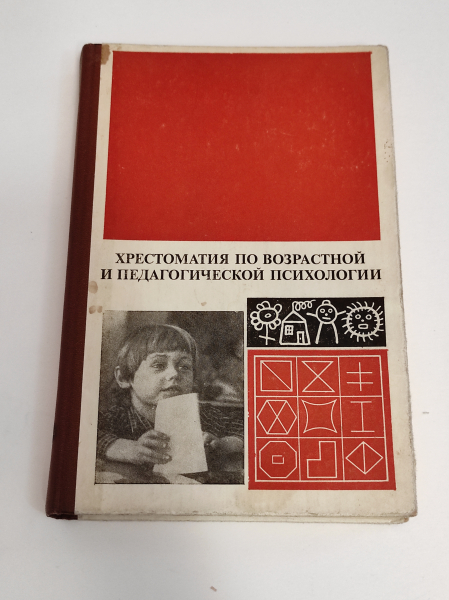 ХРЕСТОМАТИЯ ПО ВОЗРАСТНОЙ
И ПЕДАГОГИЧЕСКОЙ ПСИХОЛОГИИ